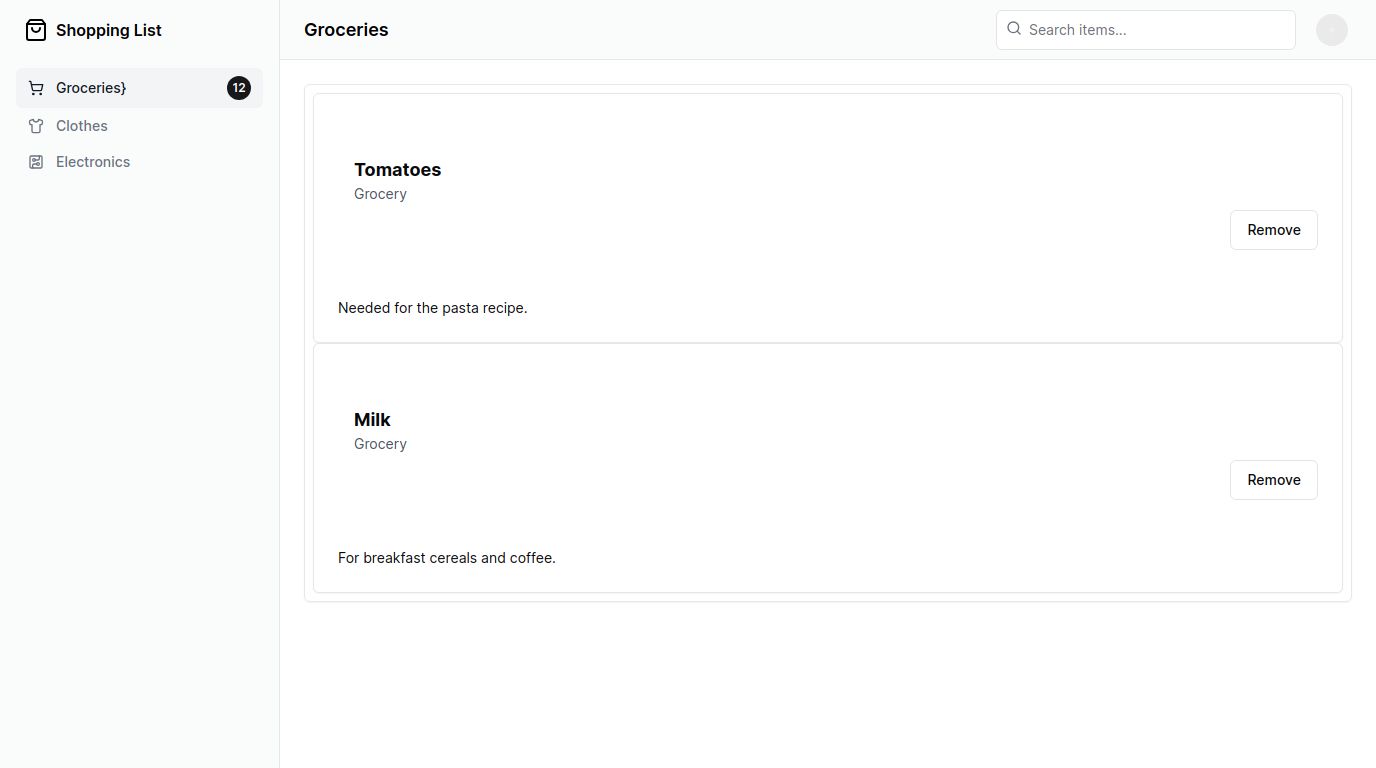 Shopping List
Groceries}
12
Clothes
Electronics
Groceries
Search items...
Tomatoes
Grocery
Remove
Needed for the pasta recipe.
Milk
Grocery
Remove
For breakfast cereals and coffee.